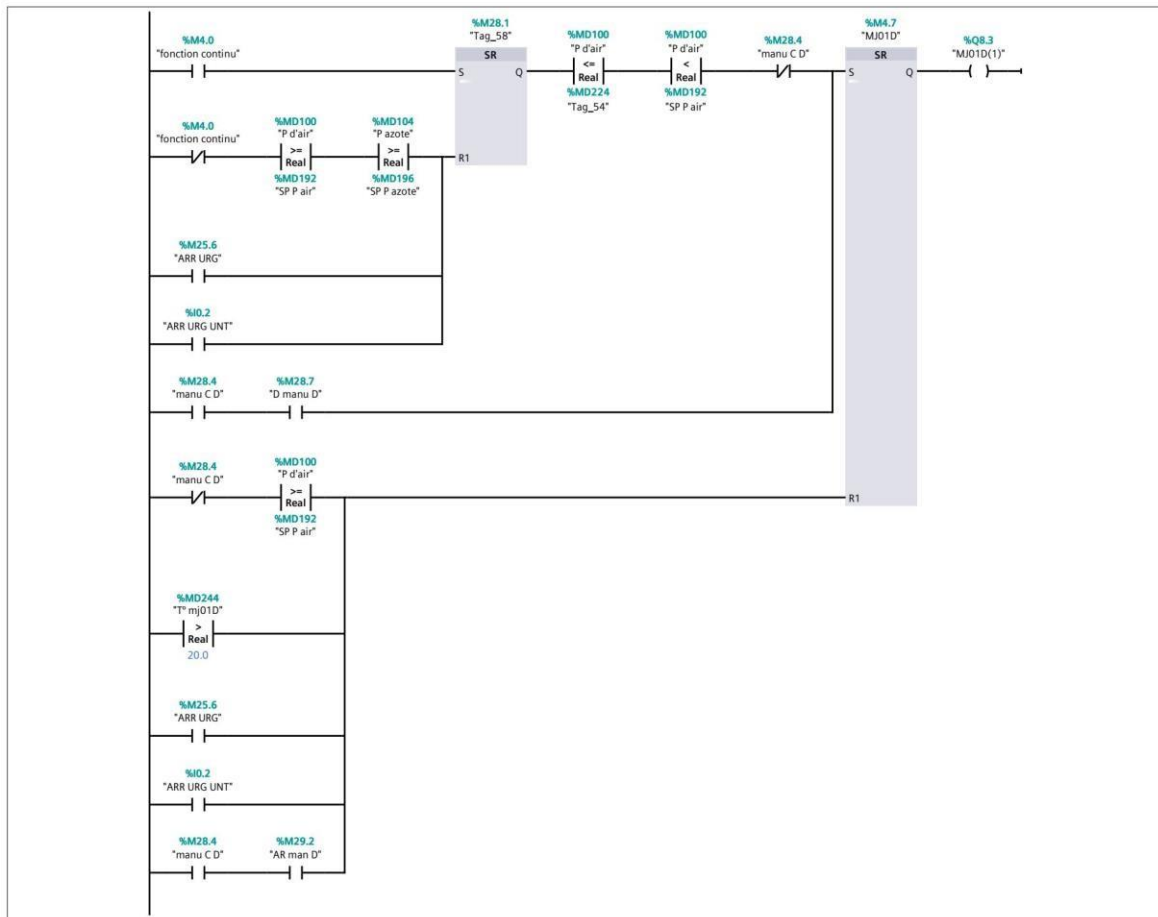 %M28.1
"Tag_58"
%M4.7
"MJ01D"
%M4.0
"fonction continu"
SR
S
Q
%MD100
"P d'air"
<=
Real
%MD224
"Tag_54"
%MD100
"P d'air"
<
Real
%MD192
"SP P air"
%M28.4
"manu C D"
SR
S
Q
%Q8.3
"MJ01D(1)"
%M4.0
"fonction continu"
%MD100
"P d'air"
>=
Real
%MD192
"SP P air"
%MD104
"P azote"
>=
Real
%MD196
"SP P azote"
R1
%M25.6
"ARR URG"
%I0.2
"ARR URG UNT"
%M28.4
"manu C D"
%M28.7
"D manu D"
%M28.4
"manu C D"
%MD100
"P d'air"
>=
Real
%MD192
"SP P air"
R1
%MD244
"T° mj01D"
>
Real
20.0
%M25.6
"ARR URG"
%I0.2
"ARR URG UNT"
%M28.4
"manu C D"
%M29.2
"AR man D"